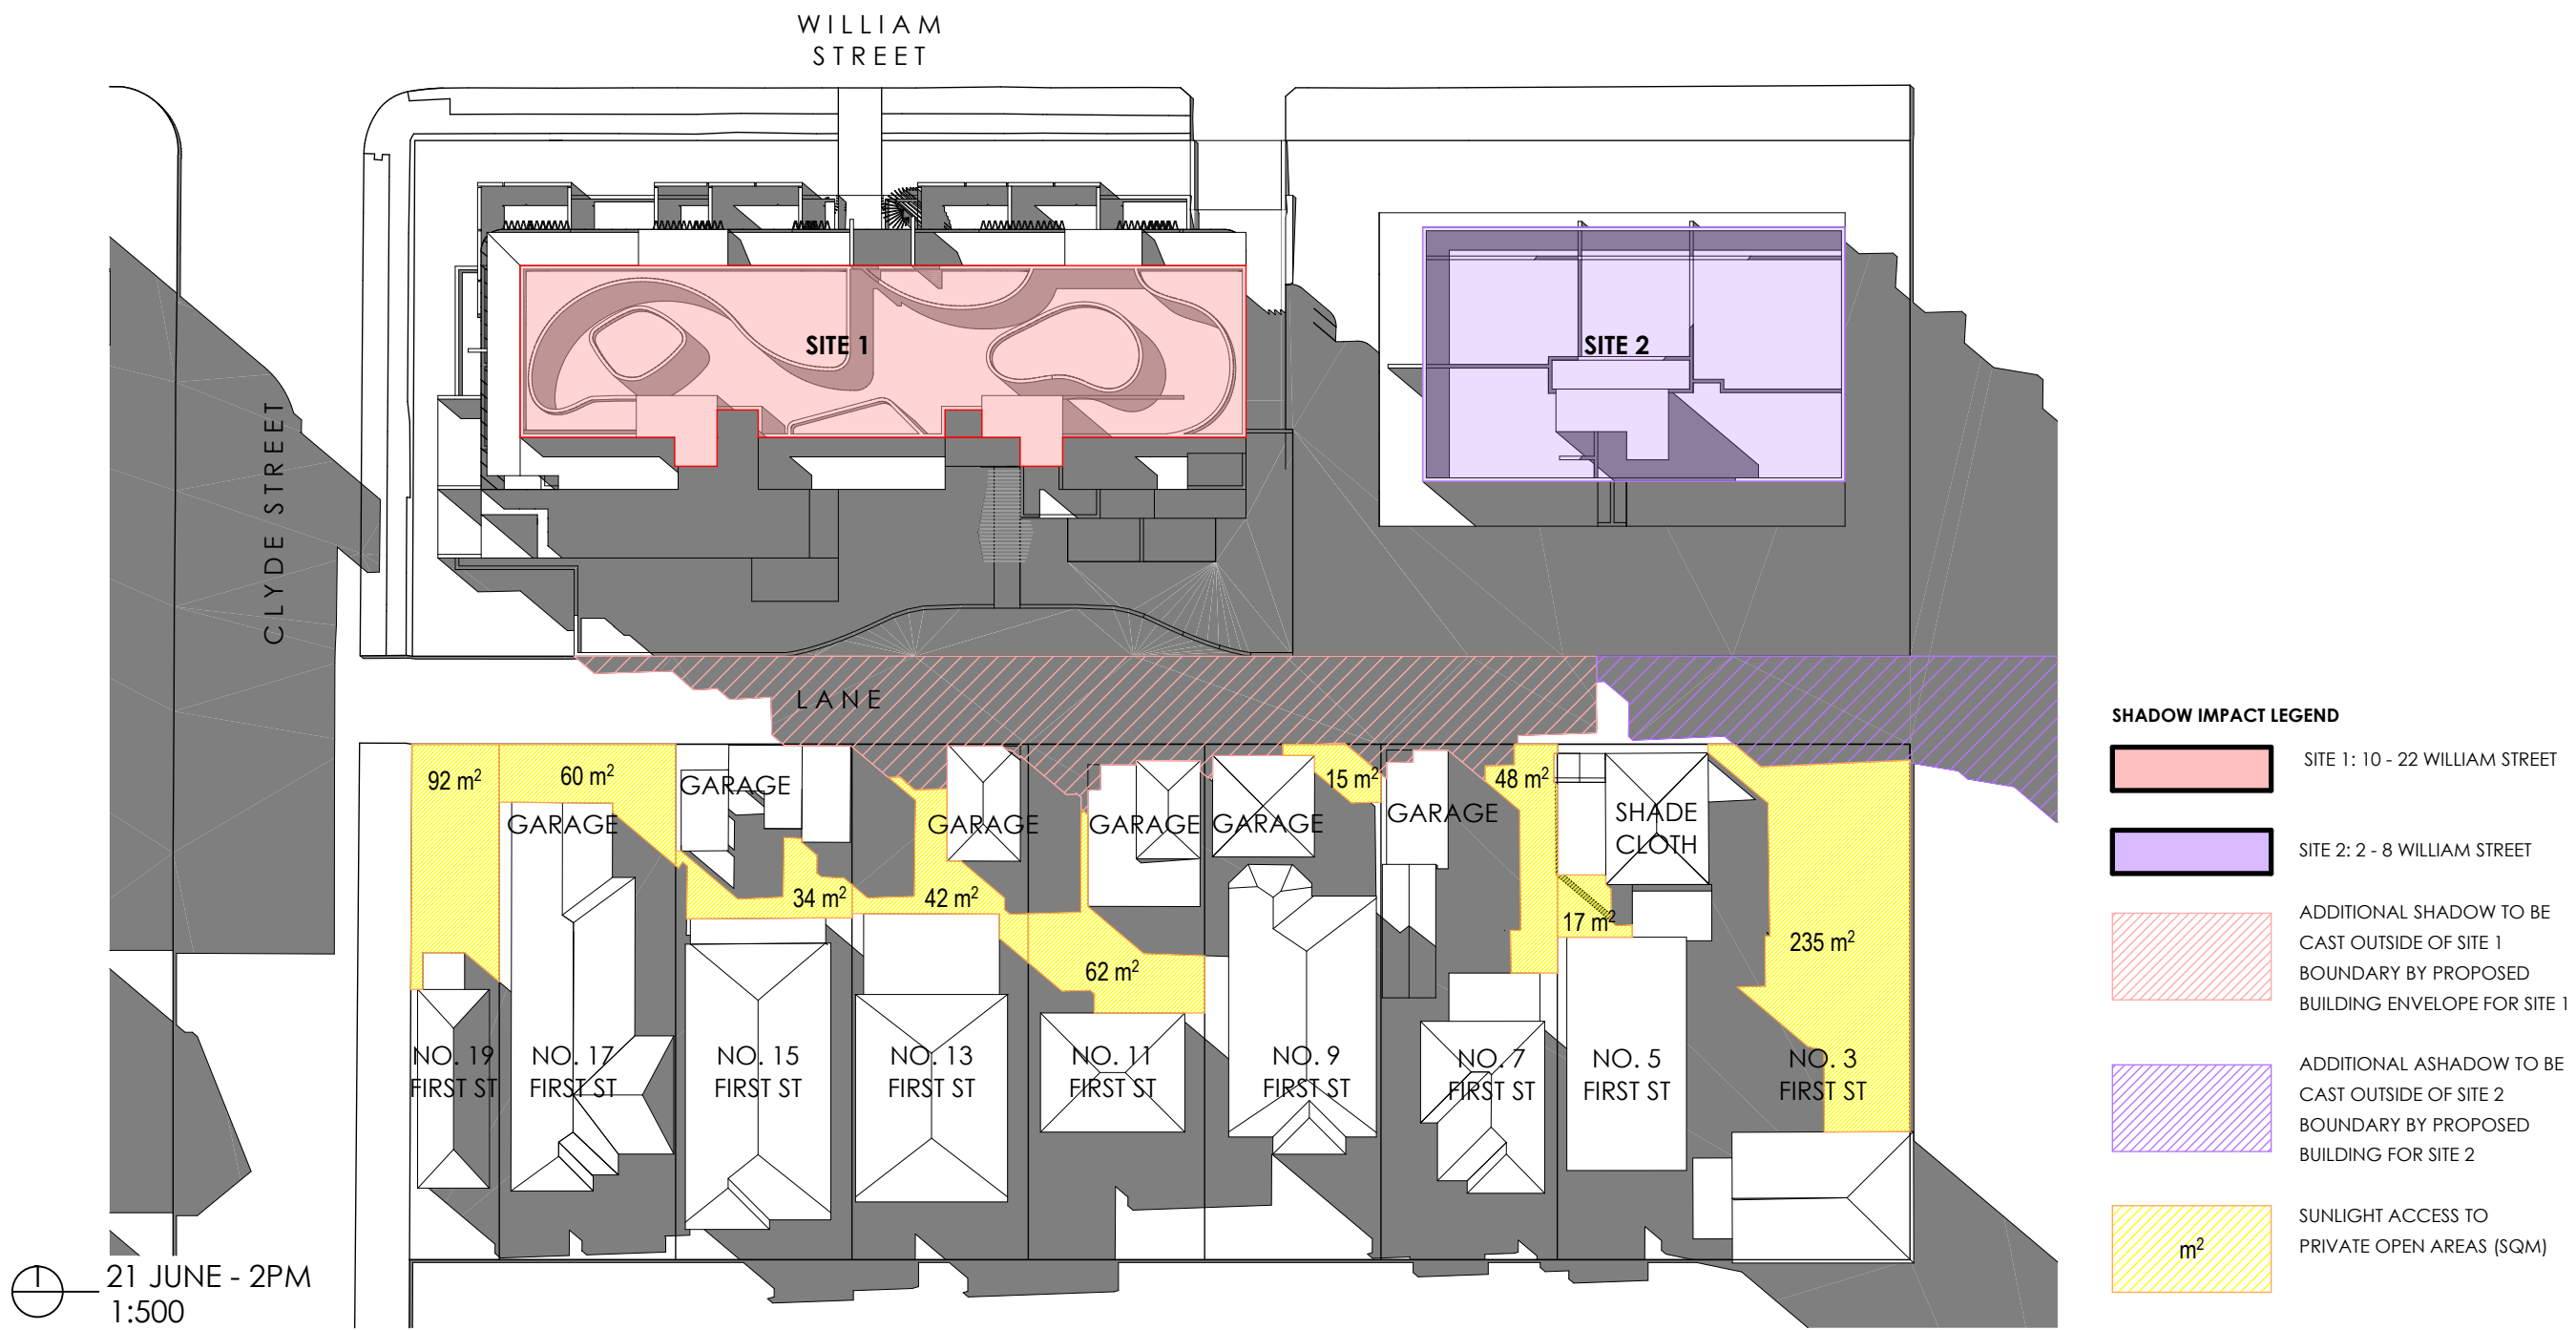 WILLIAM
STREET
SITE 1
SITE 2
CLYDE STREET
LANE
92 m²
60 m²
GARAGE
GARAGE
34 m²
42 m²
GARAGE
GARAGE
62 m²
GARAGE
15 m²
GARAGE
48 m²
SHADE
CLOTH
17 m²
235 m²
NO. 19
FIRST ST
NO. 17
FIRST ST
NO. 15
FIRST ST
NO. 13
FIRST ST
NO. 11
FIRST ST
NO. 9
FIRST ST
NO. 7
FIRST ST
NO. 5
FIRST ST
NO. 3
FIRST ST
21 JUNE - 2PM
1:500
SHADOW IMPACT LEGEND
SITE 1: 10 - 22 WILLIAM STREET
SITE 2: 2 - 8 WILLIAM STREET
ADDITIONAL SHADOW TO BE
CAST OUTSIDE OF SITE 1
BOUNDARY BY PROPOSED
BUILDING ENVELOPE FOR SITE 1
ADDITIONAL ASHADOW TO BE
CAST OUTSIDE OF SITE 2
BOUNDARY BY PROPOSED
BUILDING FOR SITE 2
m²
SUNLIGHT ACCESS TO
PRIVATE OPEN AREAS (SQM)